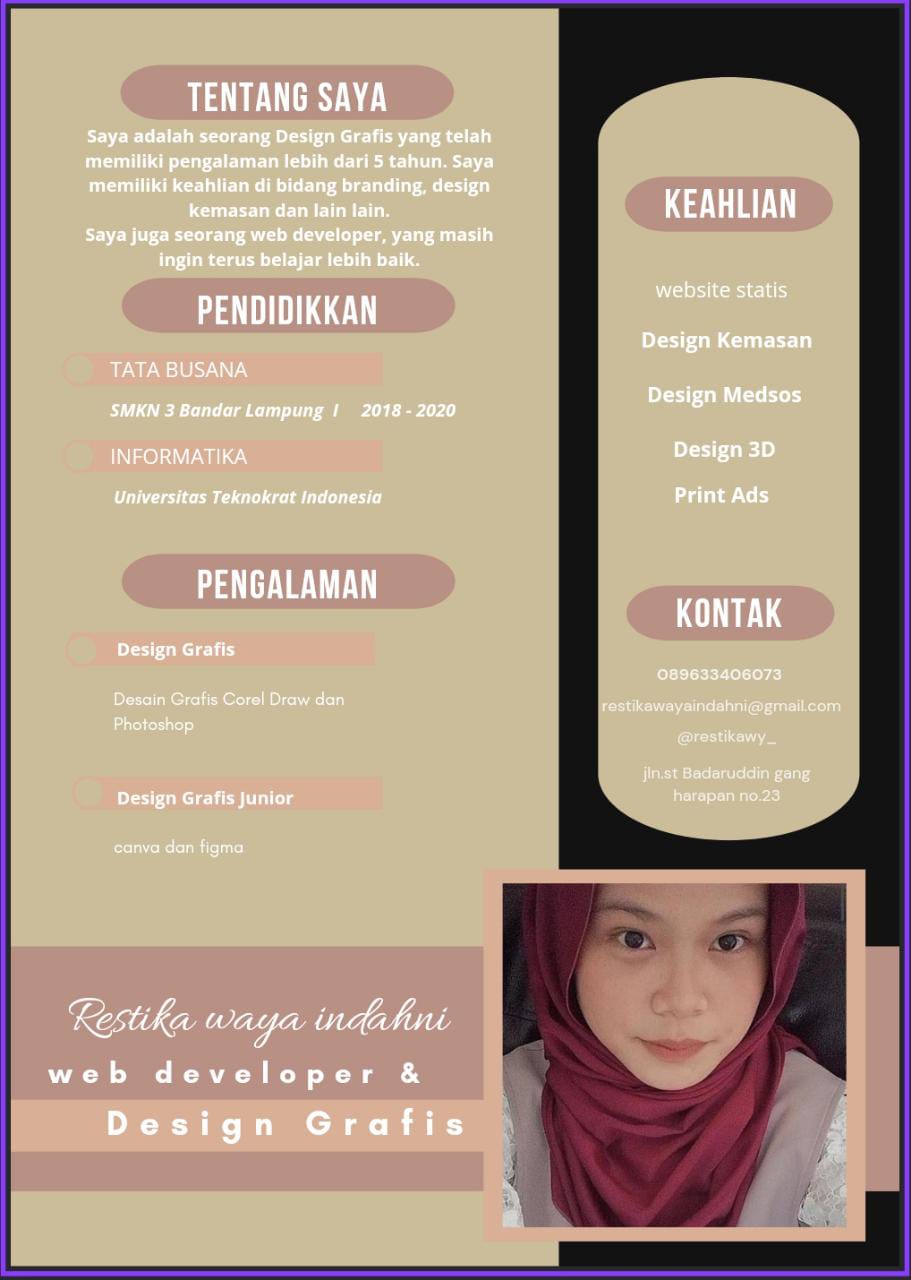 TENTANG SAYA
Saya adalah seorang Design Grafis yang telah
memiliki pengalaman lebih dari 5 tahun. Saya
memiliki keahlian di bidang branding, design
kemasan dan lain lain.
Saya juga seorang web developer, yang masih
ingin terus belajar lebih baik.
PENDIDIKKAN
TATA BUSANA
SMKN 3 Bandar Lampung I 2018 - 2020
INFORMATIKA
Universitas Teknokrat Indonesia
PENGALAMAN
Design Grafis
Desain Grafis Corel Draw dan
Photoshop
Design Grafis Junior
canva dan figma
KEAHLIAN
website statis
Design Kemasan
Design Medsos
Design 3D
Print Ads
KONTAK
089633406073
restikawayaindahni@gmail.com
@restikawy_
jln.st Badaruddin gang
harapan no.23
Restika waya indahni
web developer &
Design Grafis